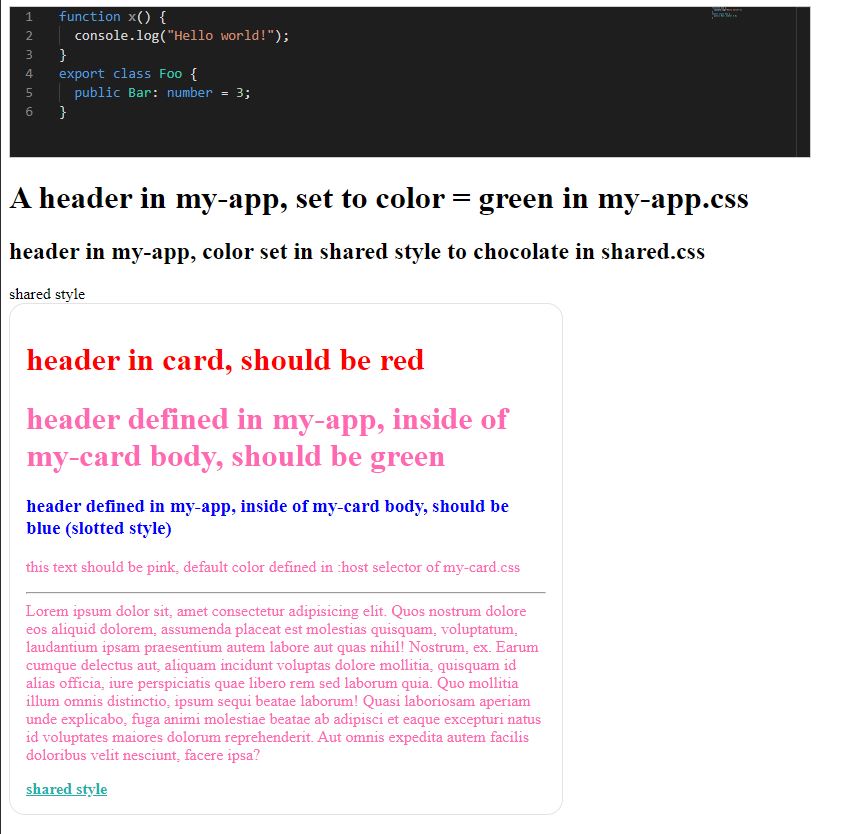 1 function x() {
2 console.log("Hello world!");
3 }
4 export class Foo {
5 public Bar: number = 3;
6 }
A header in my-app, set to color = green in my-app.css
header in my-app, color set in shared style to chocolate in shared.css
shared style
header in card, should be red
header defined in my-app, inside of
my-card body, should be green
header defined in my-app, inside of my-card body, should be
blue (slotted style)
this text should be pink, default color defined in :host selector of my-card.css
Lorem ipsum dolor sit, amet consectetur adipisicing elit. Quos nostrum dolore
eos aliquid dolorem, assumenda placeat est molestias quisquam, voluptatum,
laudantium ipsam praesentium autem labore aut quas nihil! Nostrum, ex. Earum
cumque delectus aut, aliquam incidunt voluptas dolore mollitia, quisquam id
alias officia, iure perspiciatis quae libero rem sed laborum quia. Quo mollitia
illum omnis distinctio, ipsum sequi beatae laborum! Quasi laboriosam aperiam
unde explicabo, fuga animi molestiae beatae ab adipisci et eaque excepturi natus
id voluptates maiores dolorum reprehenderit. Aut omnis expedita autem facilis
doloribus velit nesciunt, facere ipsa?
shared style